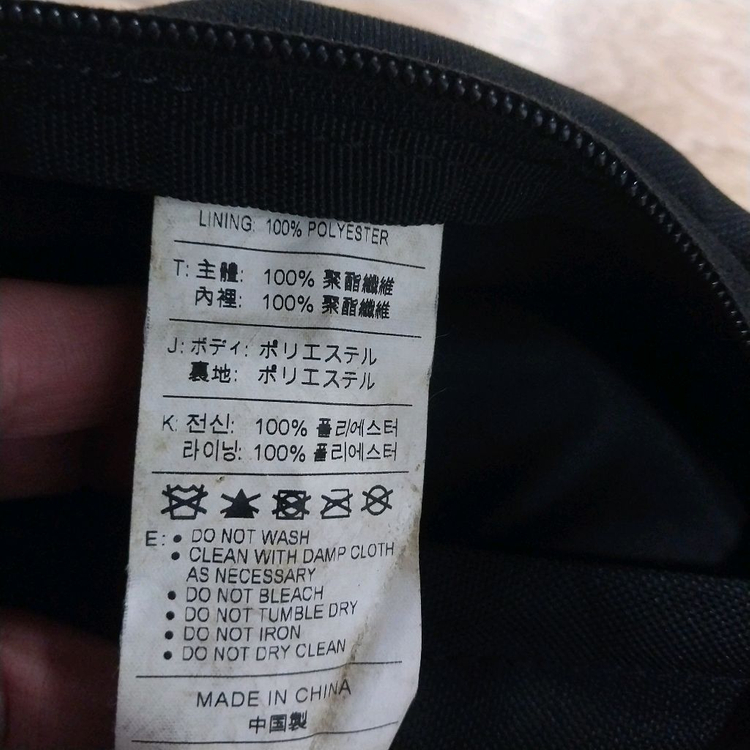 LINING: 100% POLYESTER
T: 主體: 100% 聚酯纖維
內裡: 100% 聚酯纖維
J: ボディ: ポリエステル
裏地: ポリエステル
K: 전신: 100% 폴리에스터
라이닝: 100% 폴리에스터
E: • DO NOT WASH
• CLEAN WITH DAMP CLOTH
AS NECESSARY
• DO NOT BLEACH
• DO NOT TUMBLE DRY
• DO NOT IRON
• DO NOT DRY CLEAN
MADE IN CHINA
中国製